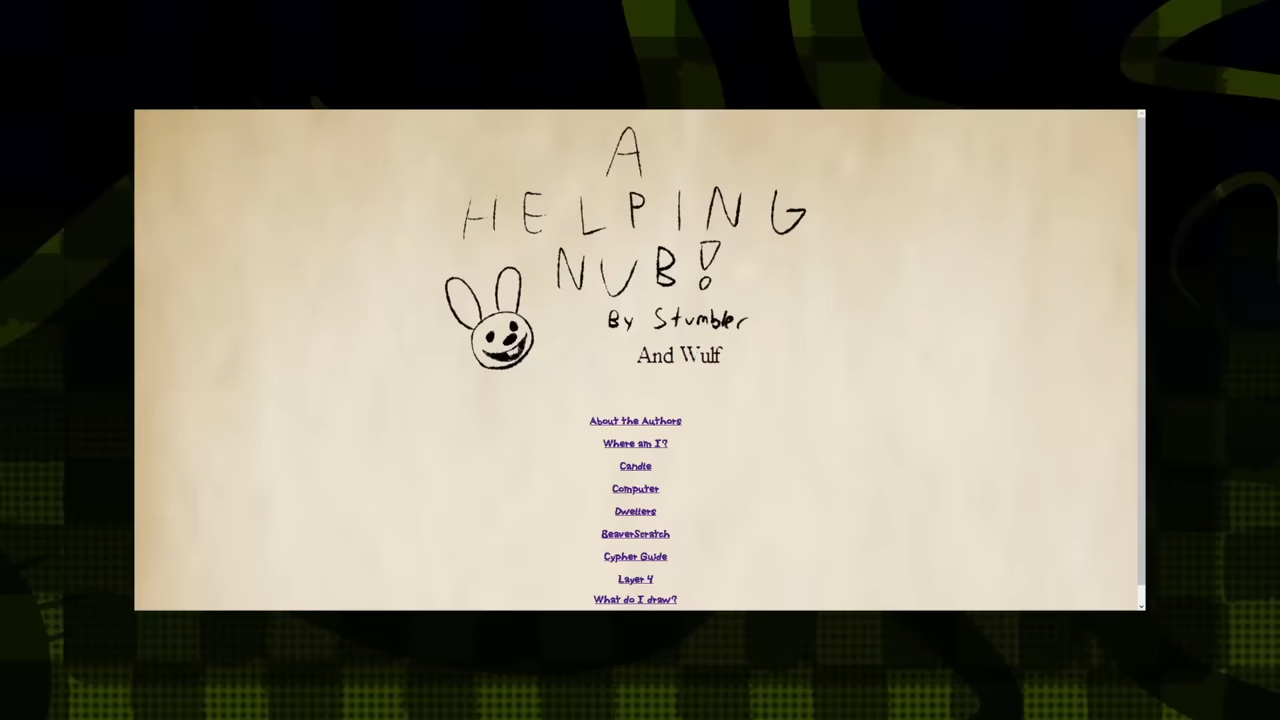 A
HELPING
NUB!
By Stumbler
And Wulf
About the Authors
Where am I?
Candle
Computer
Dwellers
BeaverScratch
Cypher Guide
Layer 4
What do I draw?